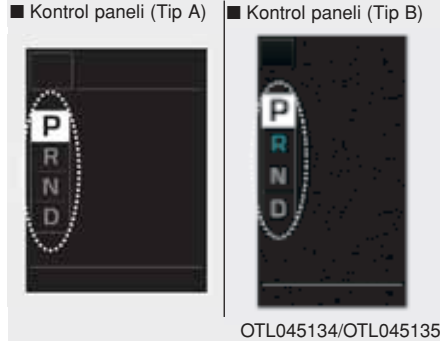 ■ Kontrol paneli (Tip A)
P
R
N
D
■ Kontrol paneli (Tip B)
P
R
N
D
OTL045134/OTL045135